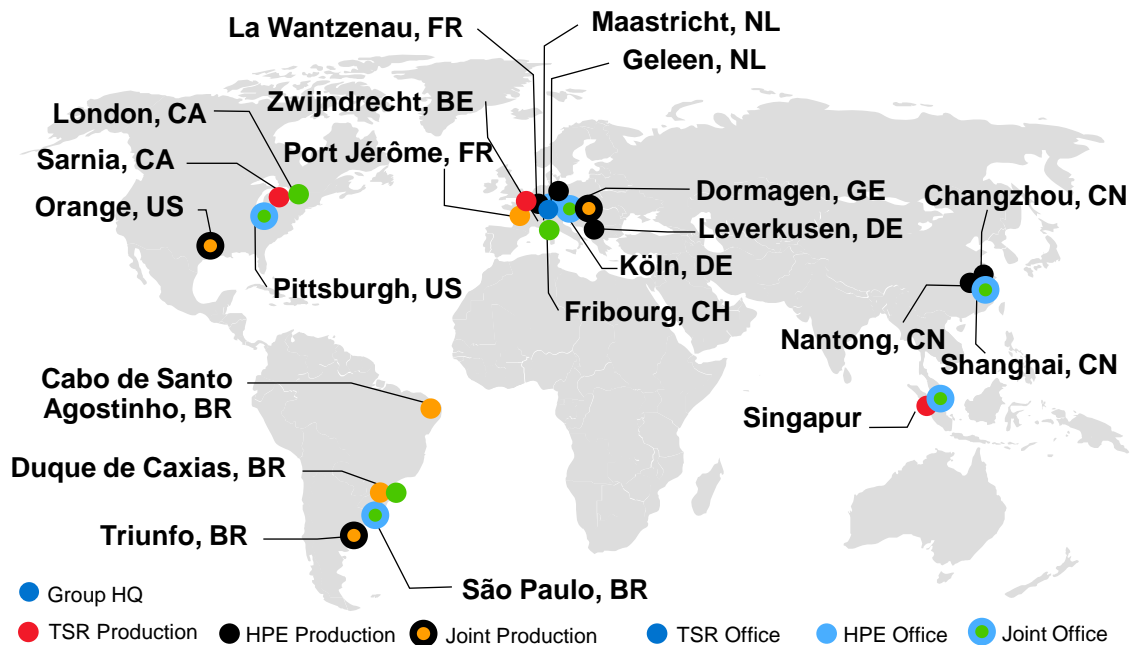 La Wantzenau, FR
Maastricht, NL
Geleen, NL
Zwijndrecht, BE
London, CA
Port Jérôme, FR
Sarnia, CA
Orange, US
Dormagen, GE
Changzhou, CN
Leverkusen, DE
Köln, DE
Pittsburgh, US
Fribourg, CH
Nantong, CN
Shanghai, CN
Cabo de Santo
Agostinho, BR
Singapur
Duque de Caxias, BR
Triunfo, BR
São Paulo, BR
Group HQ
TSR Production
HPE Production
Joint Production
TSR Office
HPE Office
Joint Office